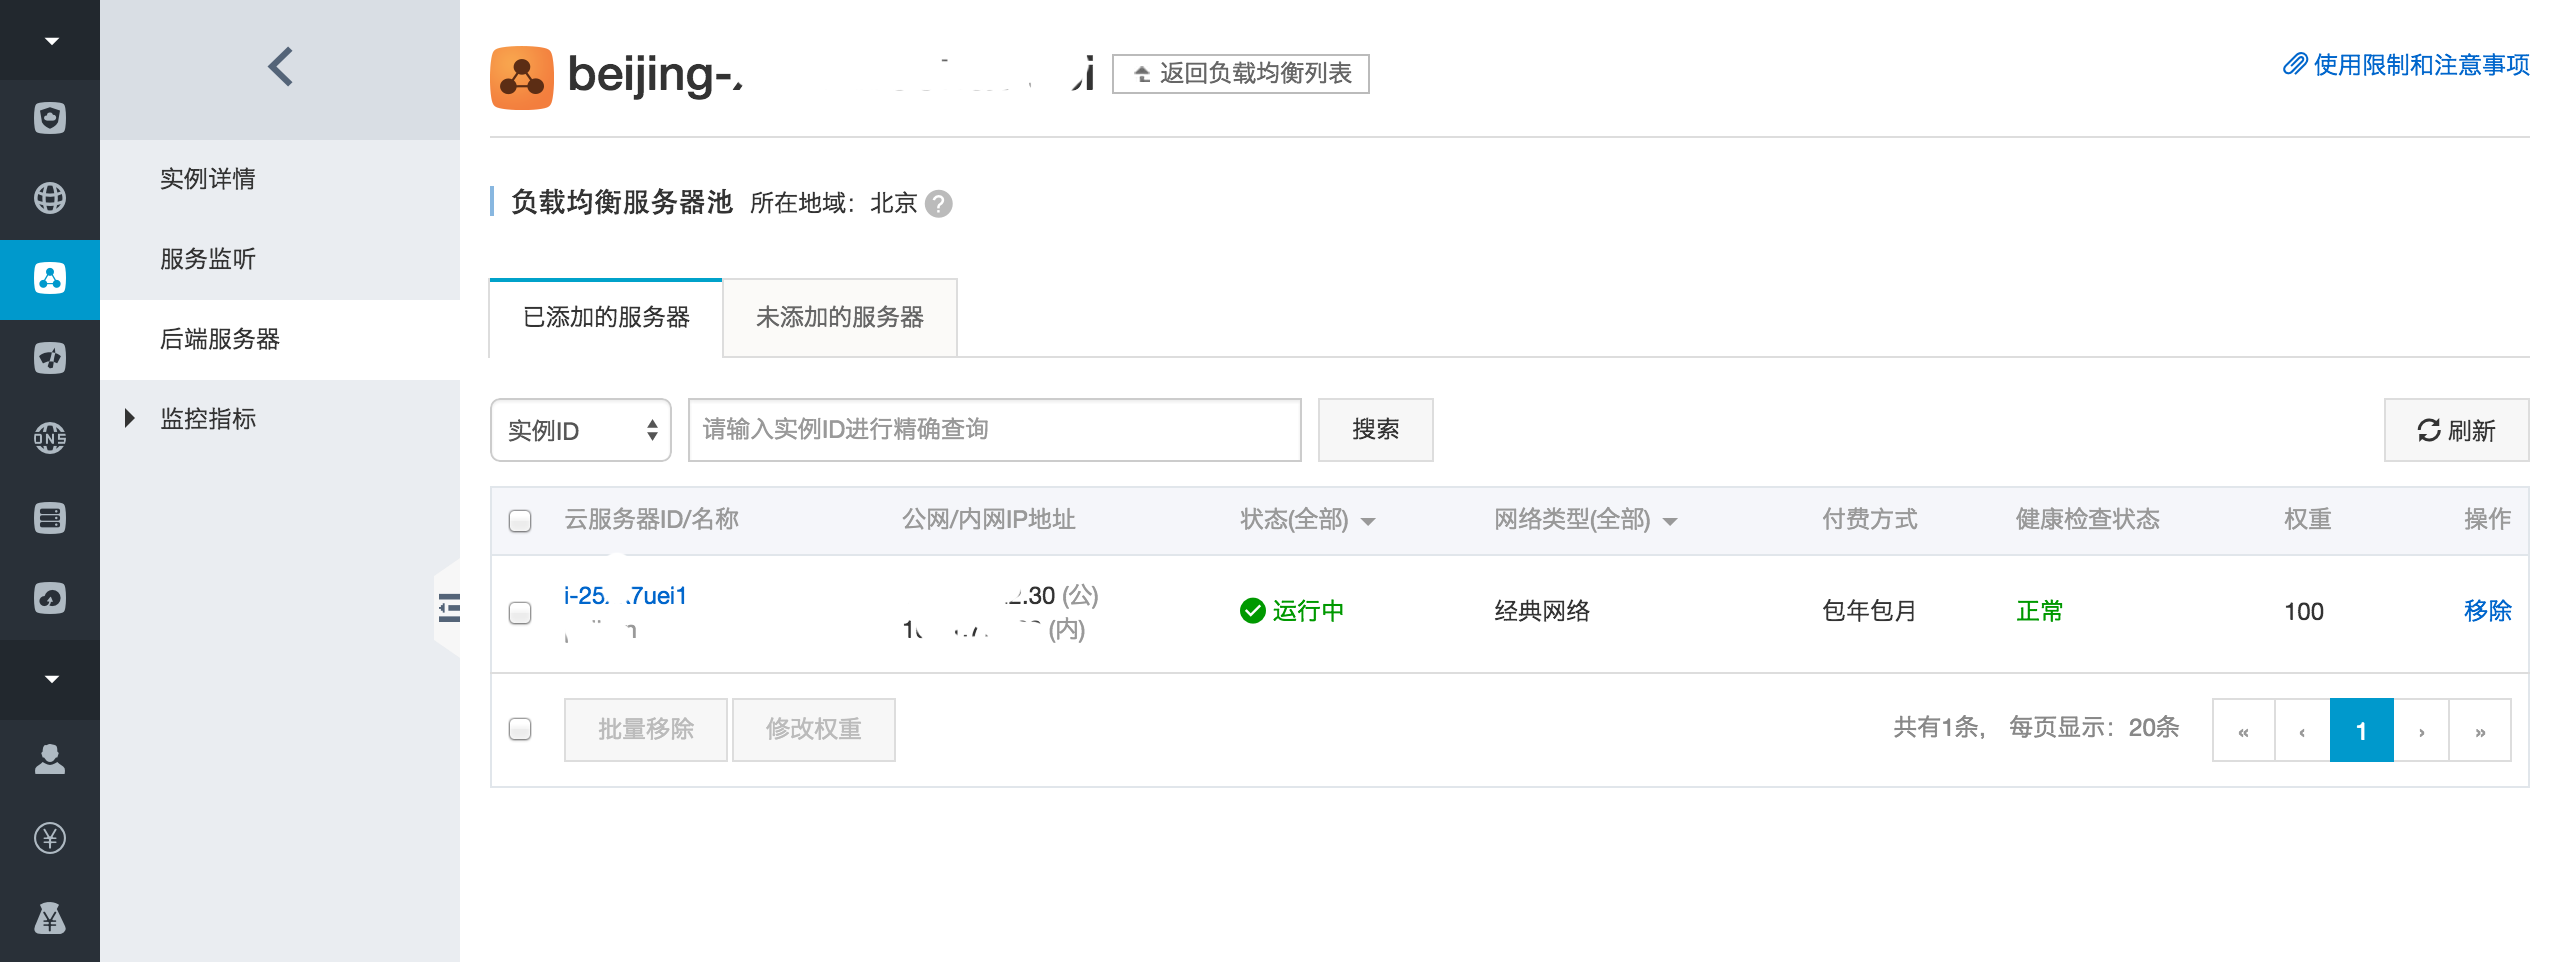 beijing-
返回负载均衡列表
使用限制和注意事项
实例详情
服务监听
后端服务器
监控指标
负载均衡服务器池 所在地域：北京 ?
已添加的服务器 未添加的服务器
实例ID 请输入实例ID进行精确查询 搜索 刷新
云服务器ID/名称 公网/内网IP地址 状态(全部) 网络类型(全部) 付费方式 健康检查状态 权重 操作
i-25. 7uei1 .30 (公)
(内)
运行中 经典网络 包年包月 正常 100 移除
批量移除 修改权重 共有1条， 每页显示：20条 « ‹ 1 › »
DNS